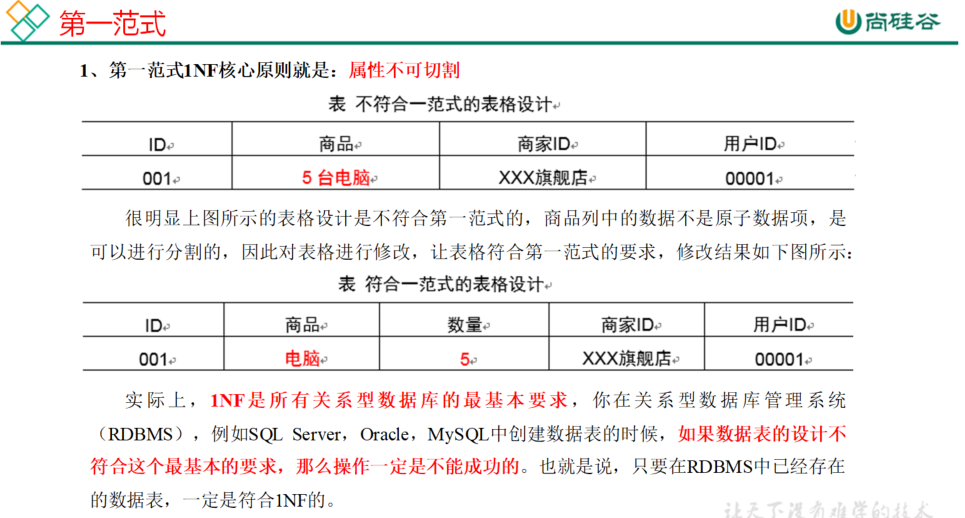 第一范式
尚硅谷
1、第一范式1NF核心原则就是：属性不可切割
表 不符合一范式的表格设计
ID 商品 商家ID 用户ID
001 5 台电脑 XXX旗舰店 00001
很明显上图所示的表格设计是不符合第一范式的，商品列中的数据不是原子数据项，是
可以进行分割的，因此对表格进行修改，让表格符合第一范式的要求，修改结果如下图所示：
表 符合一范式的表格设计
ID 商品 数量 商家ID 用户ID
001 电脑 5 XXX旗舰店 00001
实际上，1NF是所有关系型数据库的最基本要求，你在关系型数据库管理系统
（RDBMS），例如SQL Server，Oracle，MySQL中创建数据表的时候，如果数据表的设计不
符合这个最基本的要求，那么操作一定是不能成功的。也就是说，只要在RDBMS中已经存在
的数据表，一定是符合1NF的。
让天下没有难学的技术